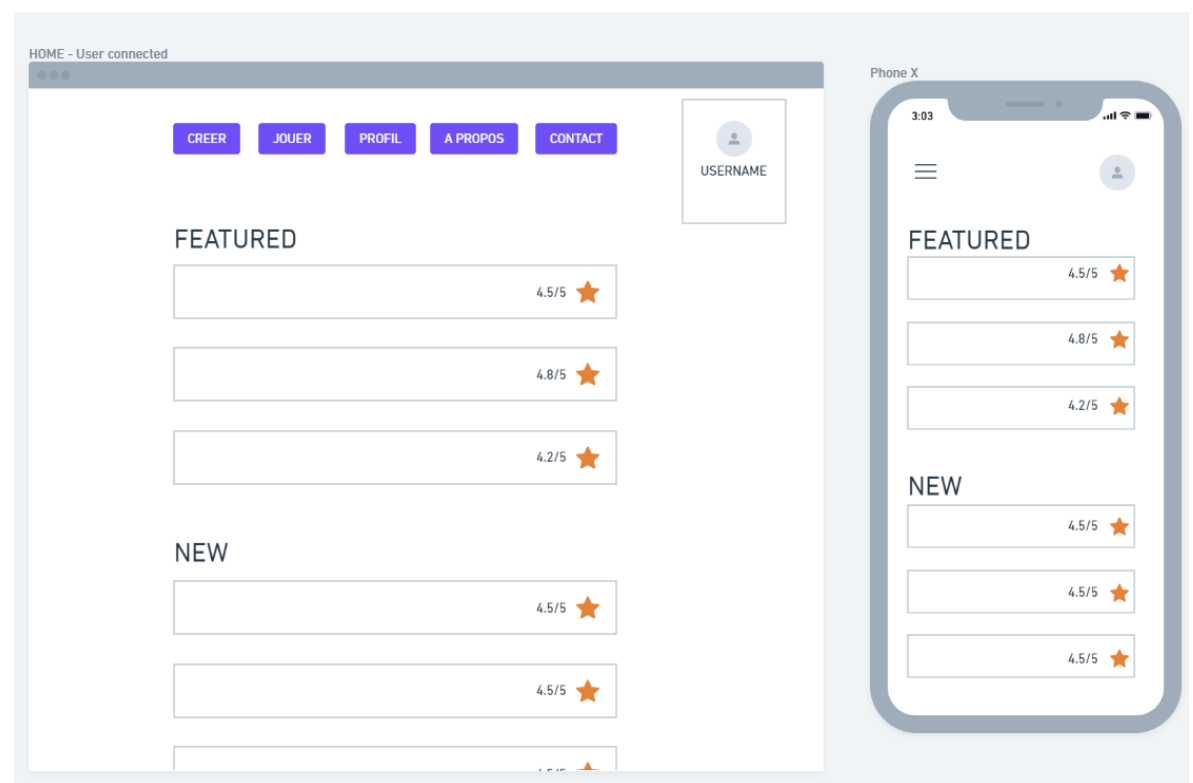 HOME - User connected
CREER JOUER PROFIL A PROPOS CONTACT
USERNAME
FEATURED
4.5/5
4.8/5
4.2/5
NEW
4.5/5
4.5/5
Phone X
3:03
FEATURED
4.5/5
4.8/5
4.2/5
NEW
4.5/5
4.5/5
4.5/5